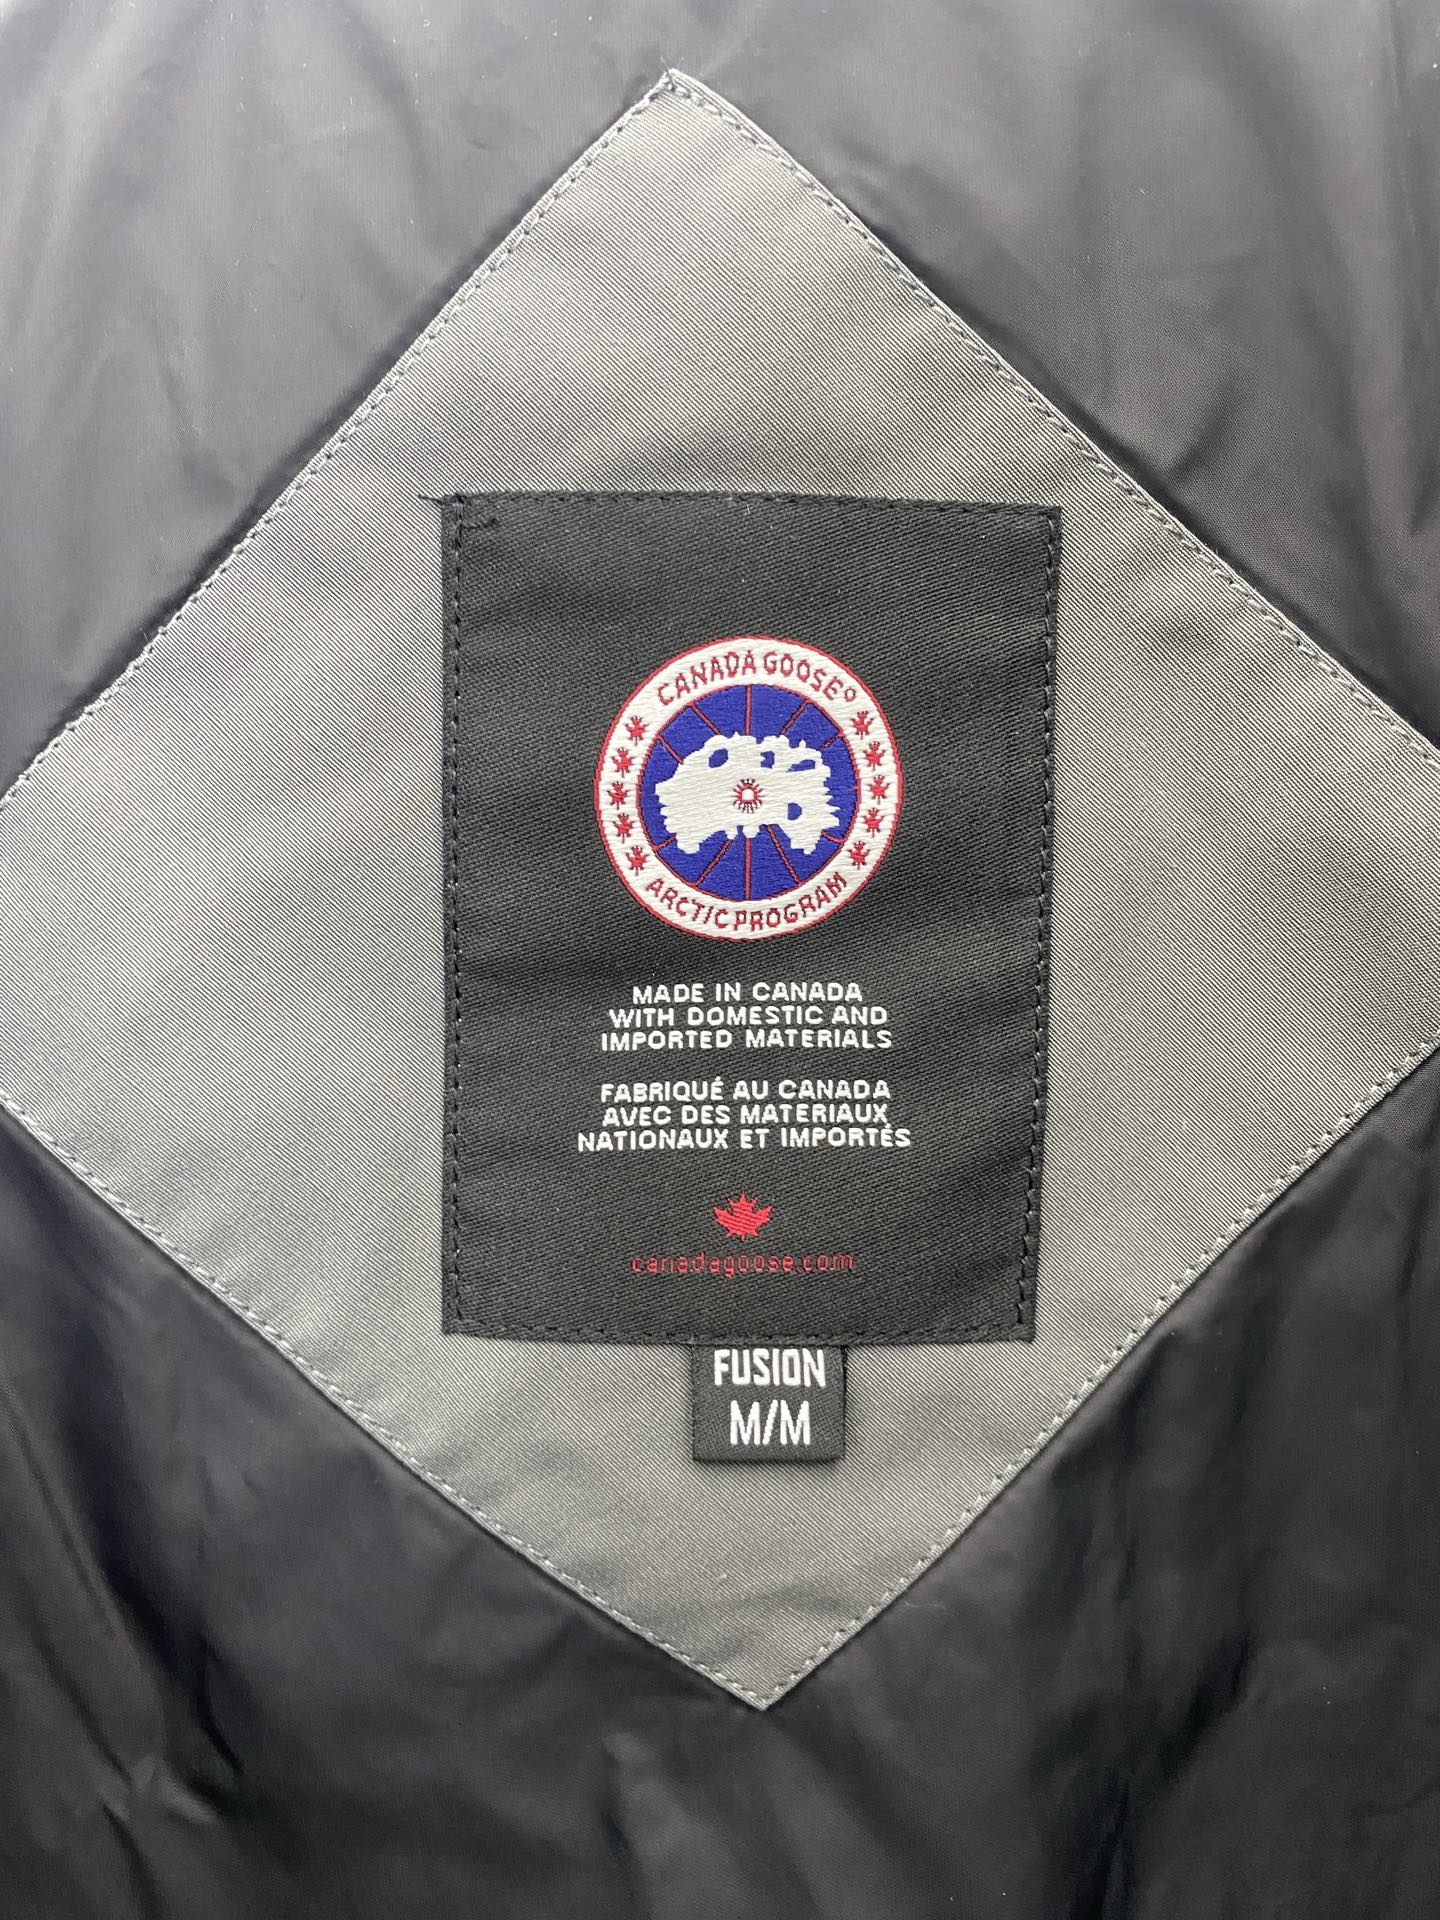 CANADA GOOSE®
ARCTIC PROGRAM
MADE IN CANADA
WITH DOMESTIC AND
IMPORTED MATERIALS
FABRIQUÉ AU CANADA
AVEC DES MATERIAUX
NATIONAUX ET IMPORTÉS
canadagoose.com
FUSION
M/M